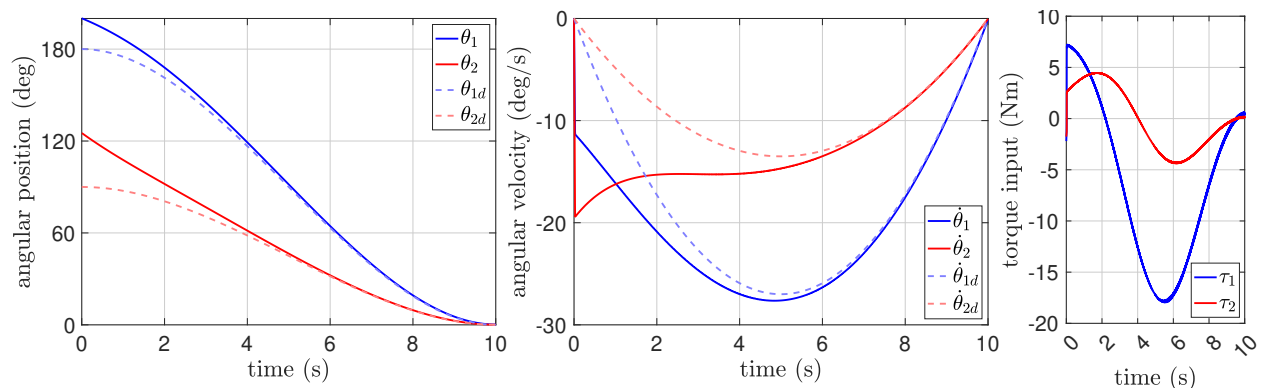 angular position (deg)
180
120
60
0
0 2 4 6 8 10
time (s)
θ₁
θ₂
θ₁d
θ₂d
angular velocity (deg/s)
0
-10
-20
-30
0 2 4 6 8 10
time (s)
θ̇₁
θ̇₂
θ̇₁d
θ̇₂d
torque input (Nm)
10
5
0
-5
-10
-15
-20
0 2 4 6 8 10
time (s)
τ₁
τ₂